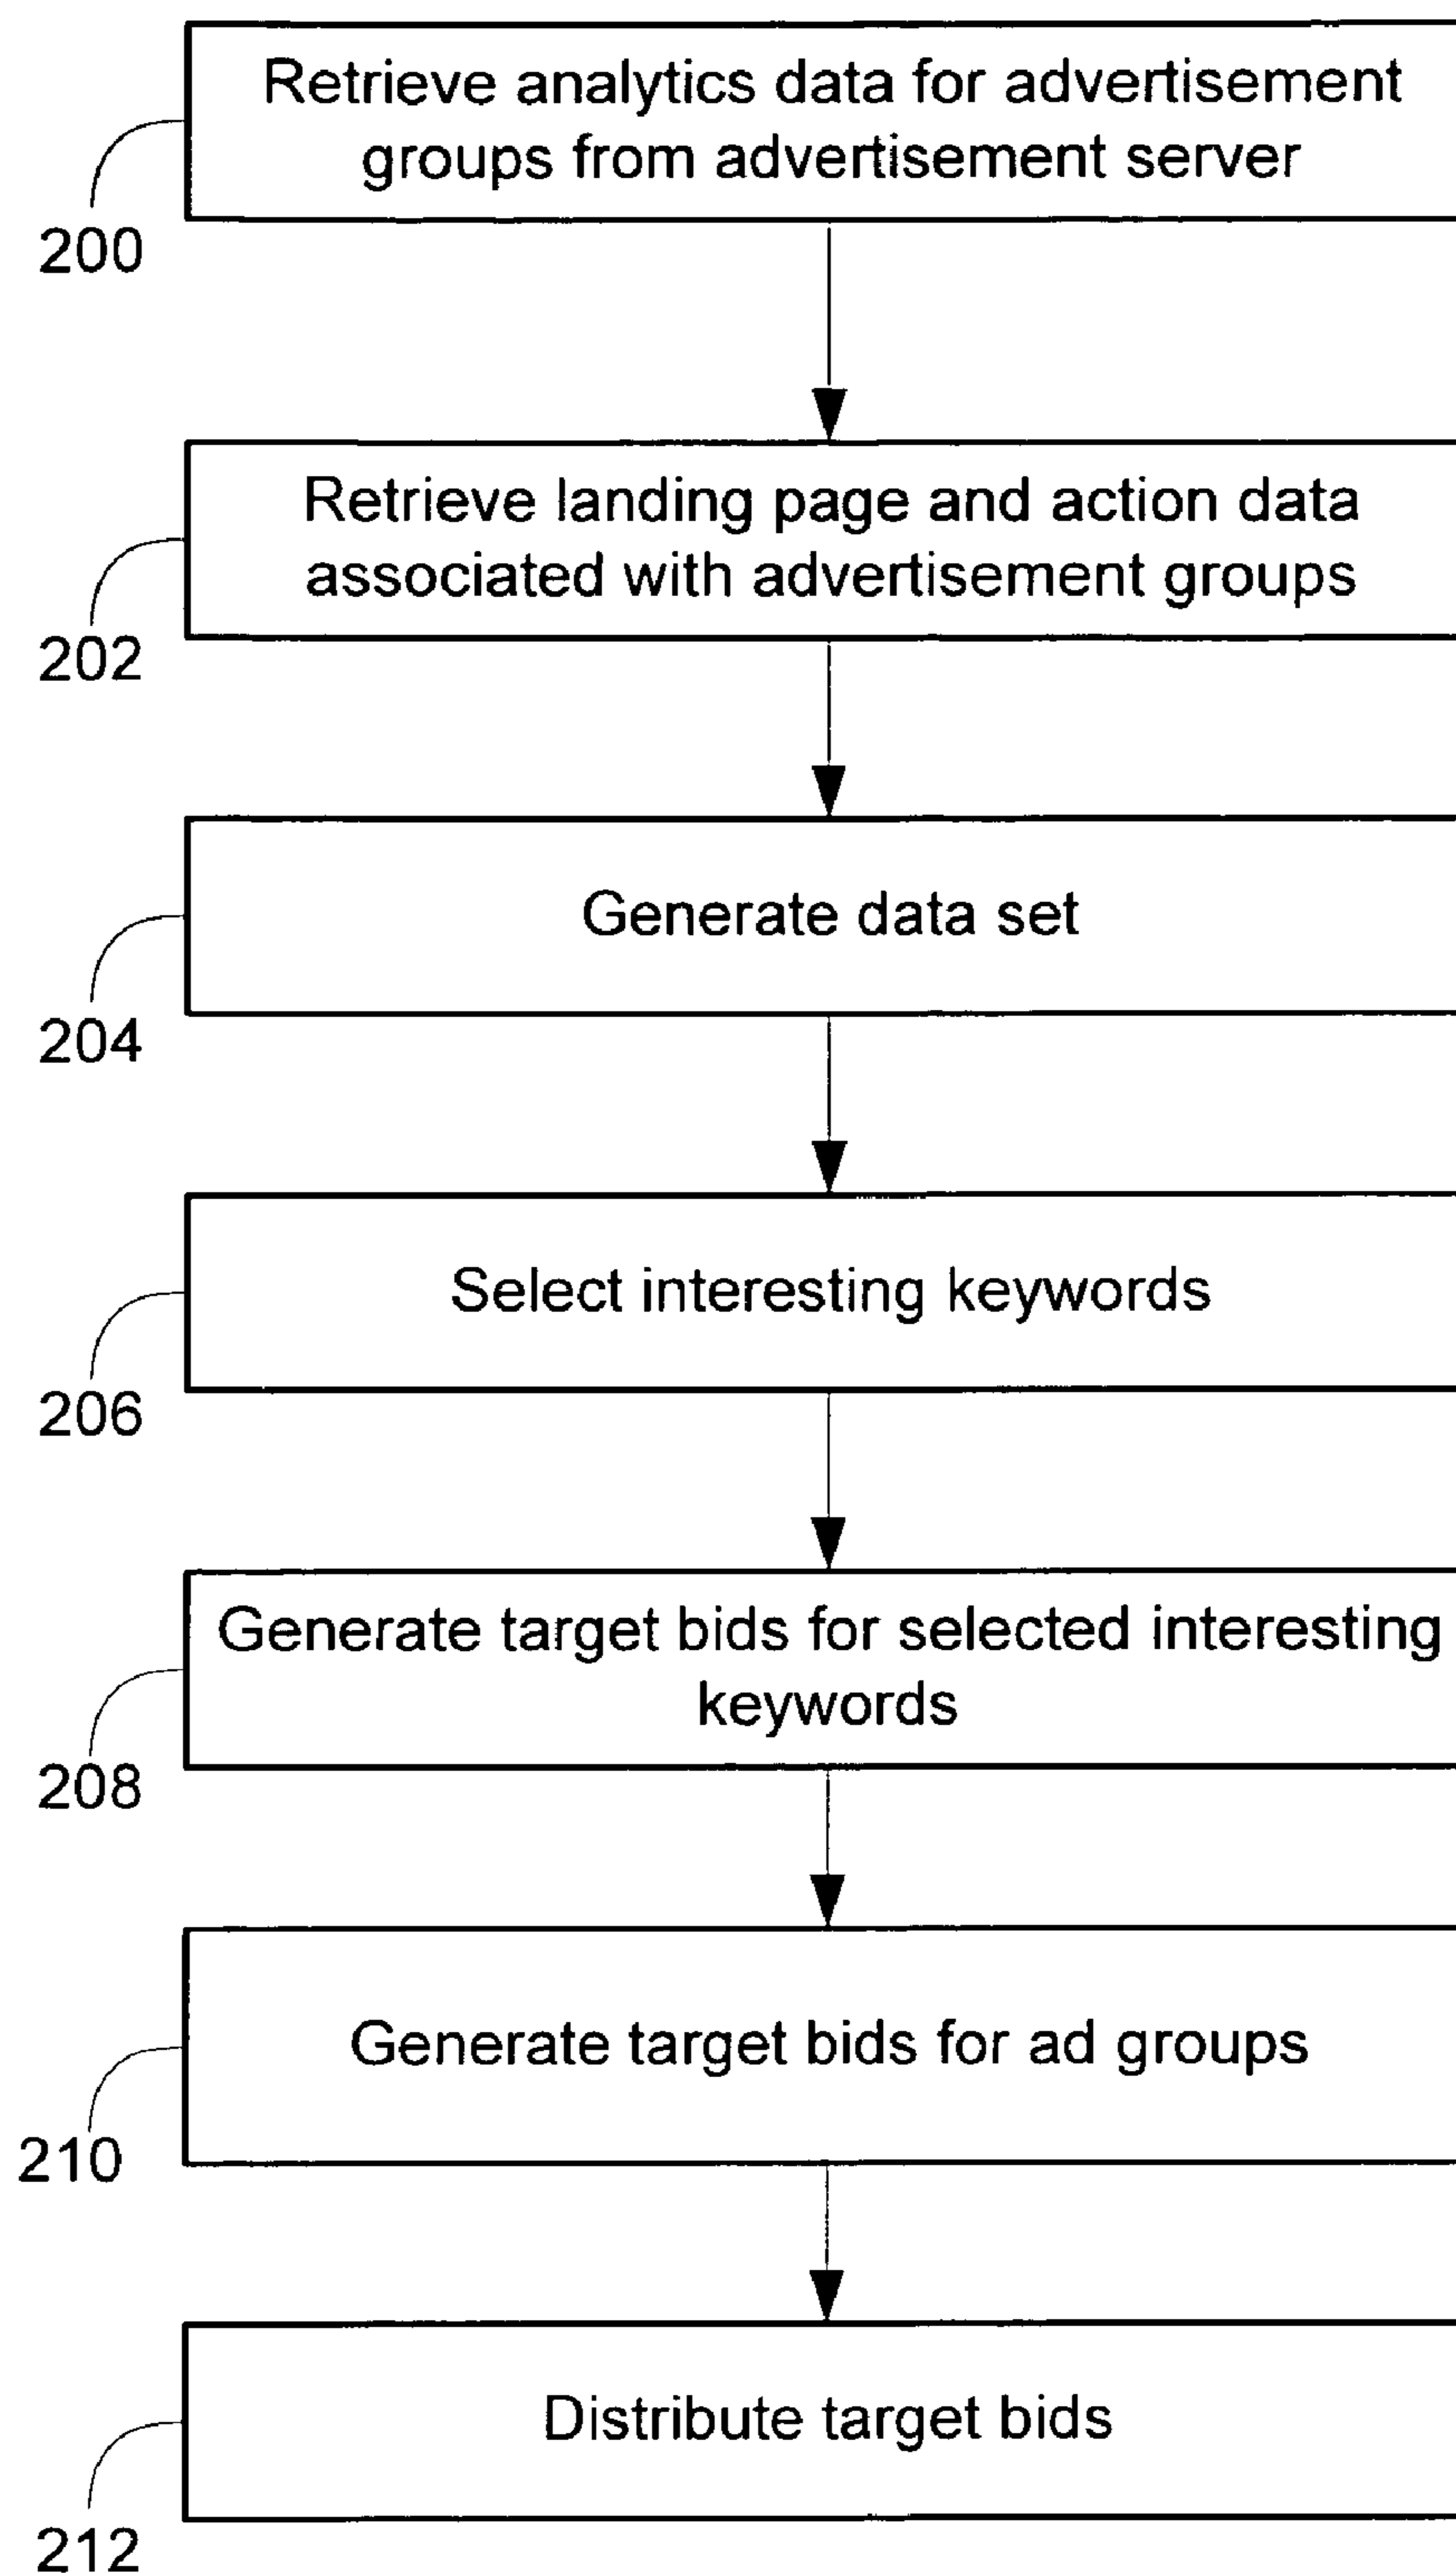 Retrieve analytics data for advertisement
groups from advertisement server
200
Retrieve landing page and action data
associated with advertisement groups
202
Generate data set
204
Select interesting keywords
206
Generate target bids for selected interesting
keywords
208
Generate target bids for ad groups
210
Distribute target bids
212